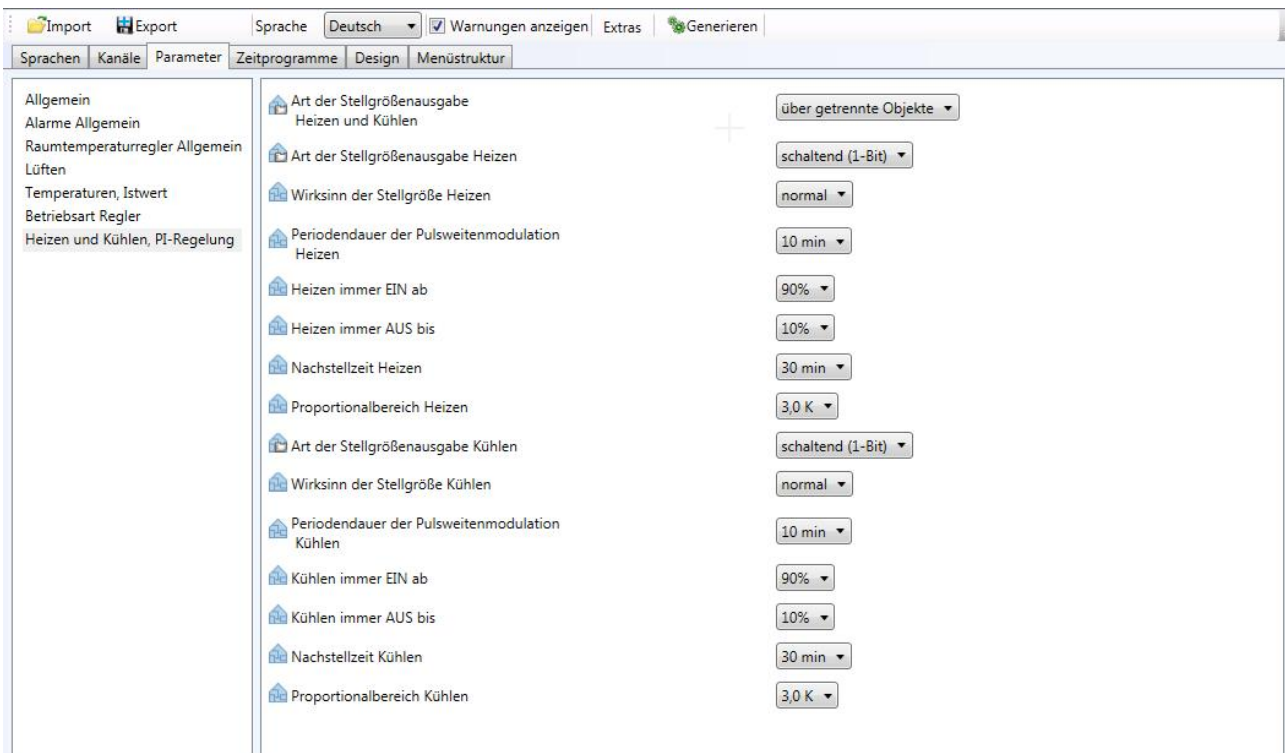 Import Export Sprache Deutsch Warnungen anzeigen Extras Generieren
Sprachen Kanäle Parameter Zeitprogramme Design Menüstruktur
Allgemein
Alarme Allgemein
Raumtemperaturregler Allgemein
Lüften
Temperaturen, Istwert
Betriebsart Regler
Heizen und Kühlen, PI-Regelung
Art der Stellgrößenausgabe
Heizen und Kühlen über getrennte Objekte
Art der Stellgrößenausgabe Heizen schaltend (1-Bit)
Wirksinn der Stellgröße Heizen normal
Periodendauer der Pulsweitenmodulation
Heizen 10 min
Heizen immer EIN ab 90%
Heizen immer AUS bis 10%
Nachstellzeit Heizen 30 min
Proportionalbereich Heizen 3,0 K
Art der Stellgrößenausgabe Kühlen schaltend (1-Bit)
Wirksinn der Stellgröße Kühlen normal
Periodendauer der Pulsweitenmodulation
Kühlen 10 min
Kühlen immer EIN ab 90%
Kühlen immer AUS bis 10%
Nachstellzeit Kühlen 30 min
Proportionalbereich Kühlen 3,0 K